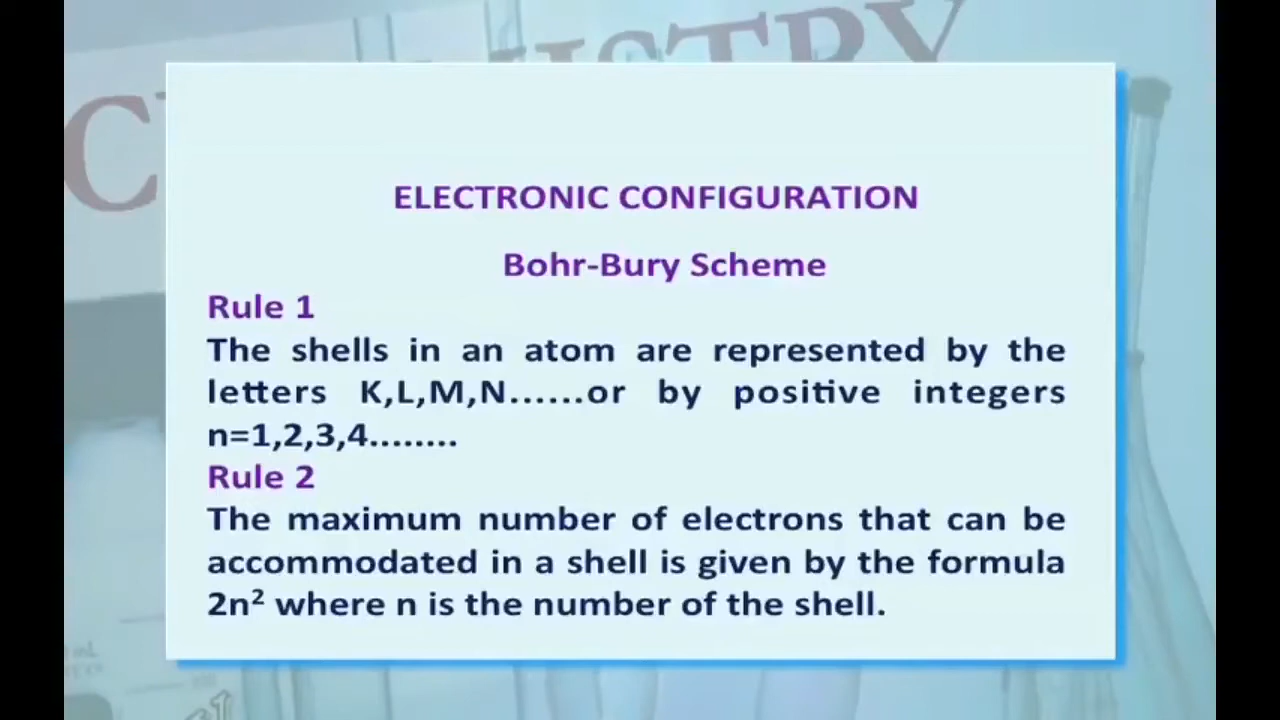 ELECTRONIC CONFIGURATION
Bohr-Bury Scheme
Rule 1
The shells in an atom are represented by the
letters K,L,M,N......or by positive integers
n=1,2,3,4........
Rule 2
The maximum number of electrons that can be
accommodated in a shell is given by the formula
2n² where n is the number of the shell.